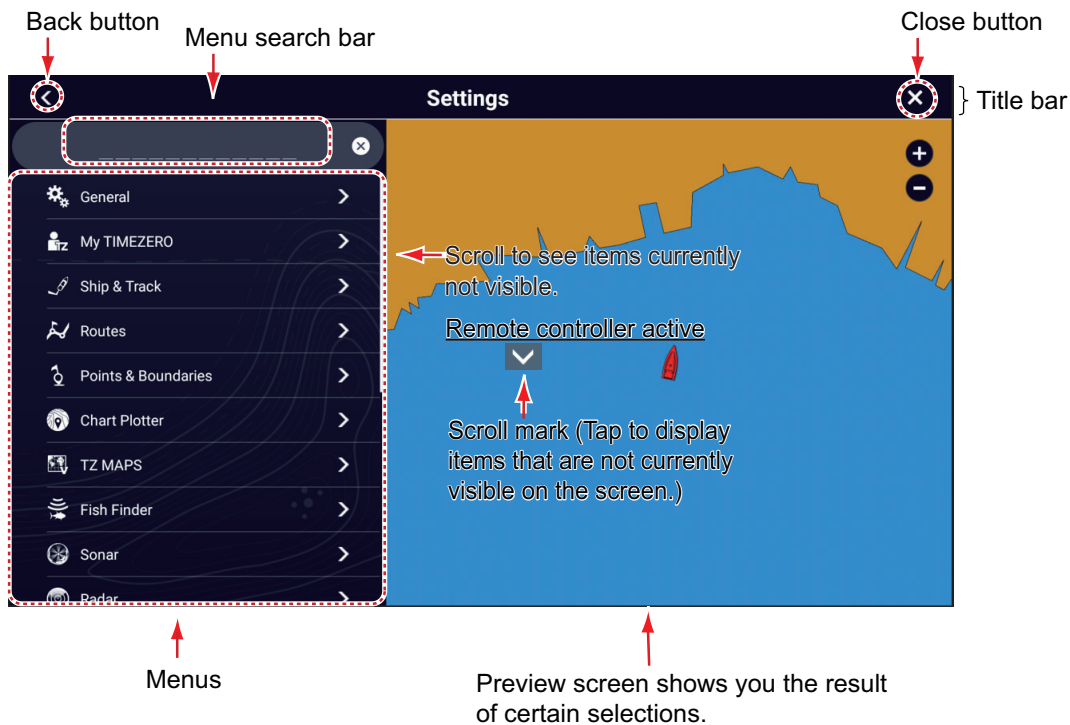 Back button
Menu search bar
Close button
Settings
Title bar
General
My TIMEZERO
Ship & Track
Routes
Points & Boundaries
Chart Plotter
TZ MAPS
Fish Finder
Sonar
Radar
Scroll to see items currently
not visible.
Remote controller active
Scroll mark (Tap to display
items that are not currently
visible on the screen.)
Menus
Preview screen shows you the result
of certain selections.